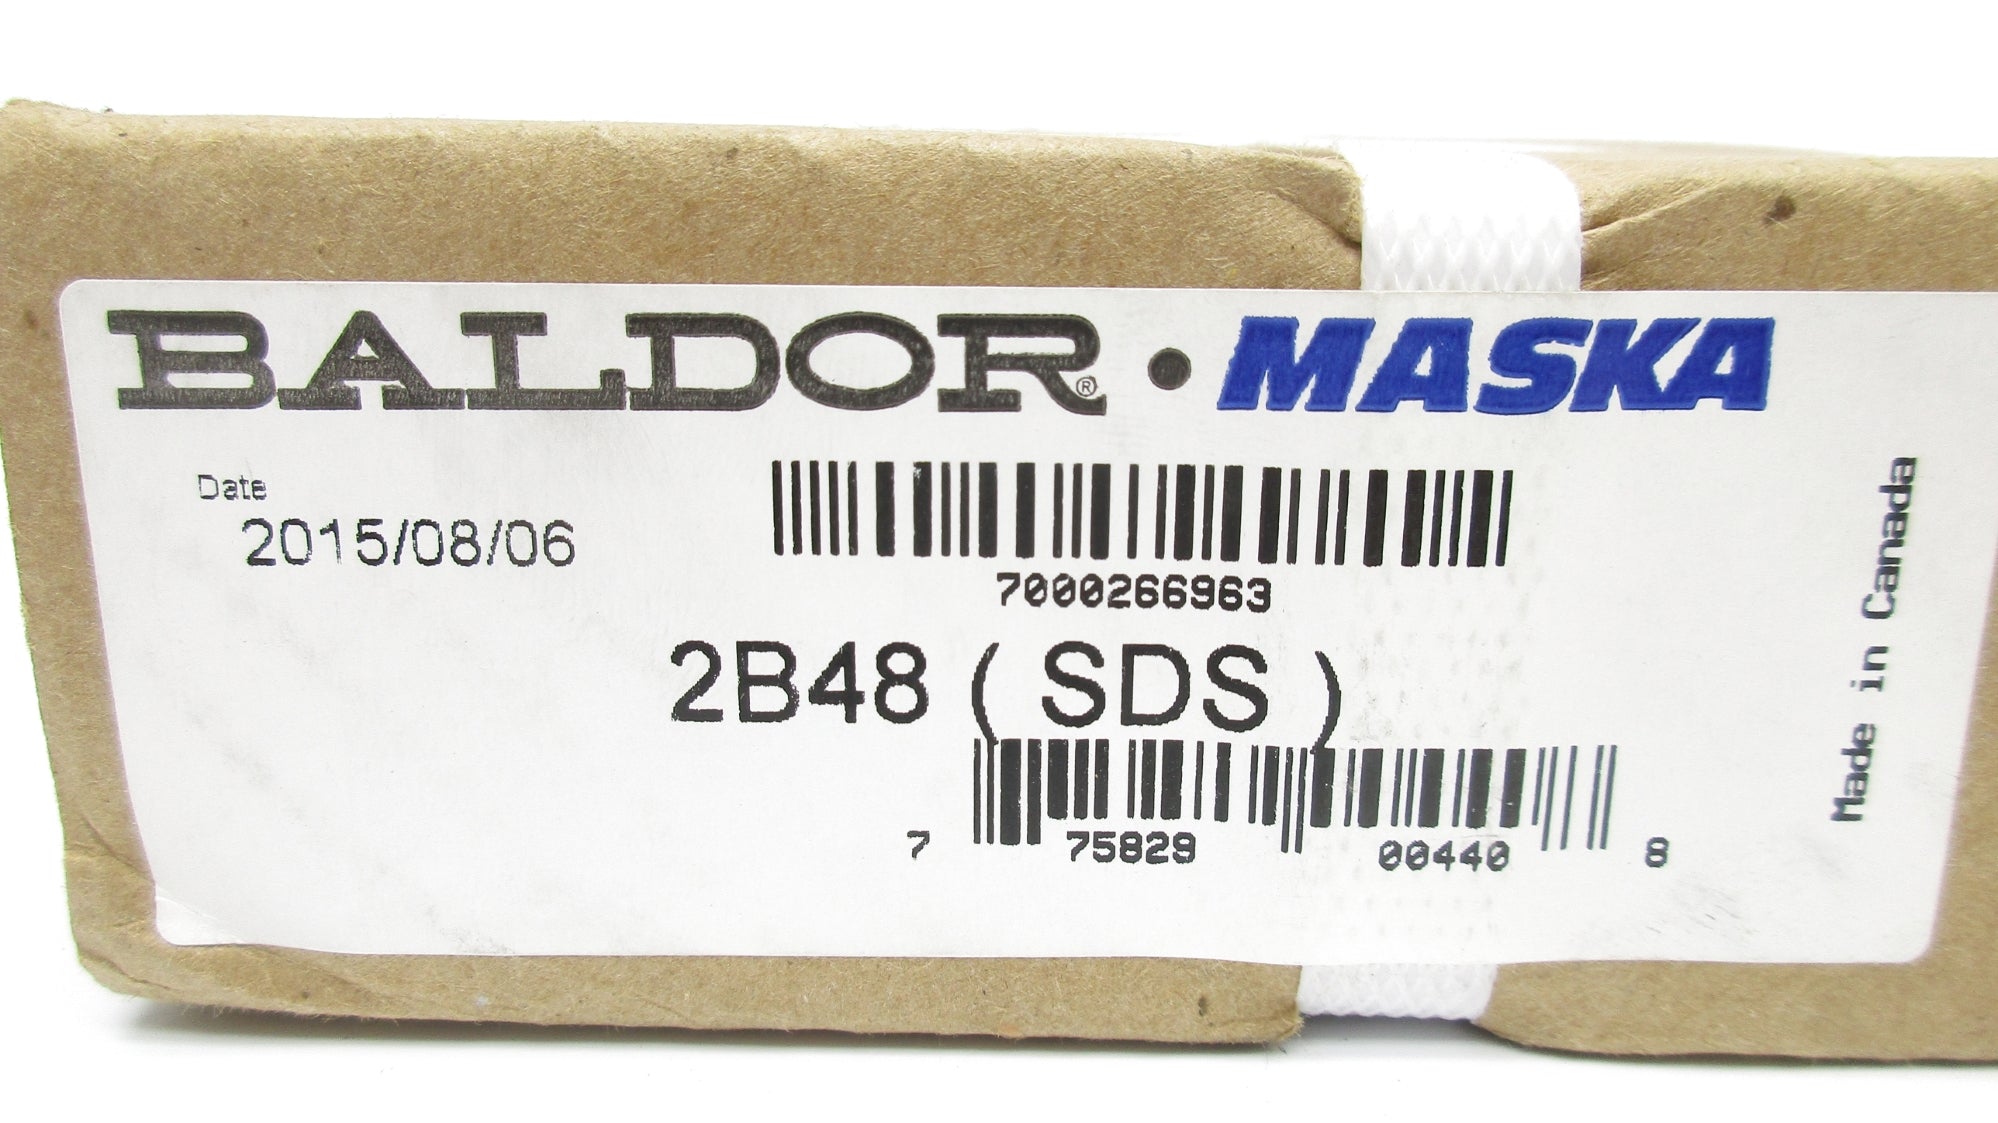 BALDOR® • MASKA
Date
2015/08/06
7000266963
2B48 ( SDS )
7 75829 00440 8
Made in Canada